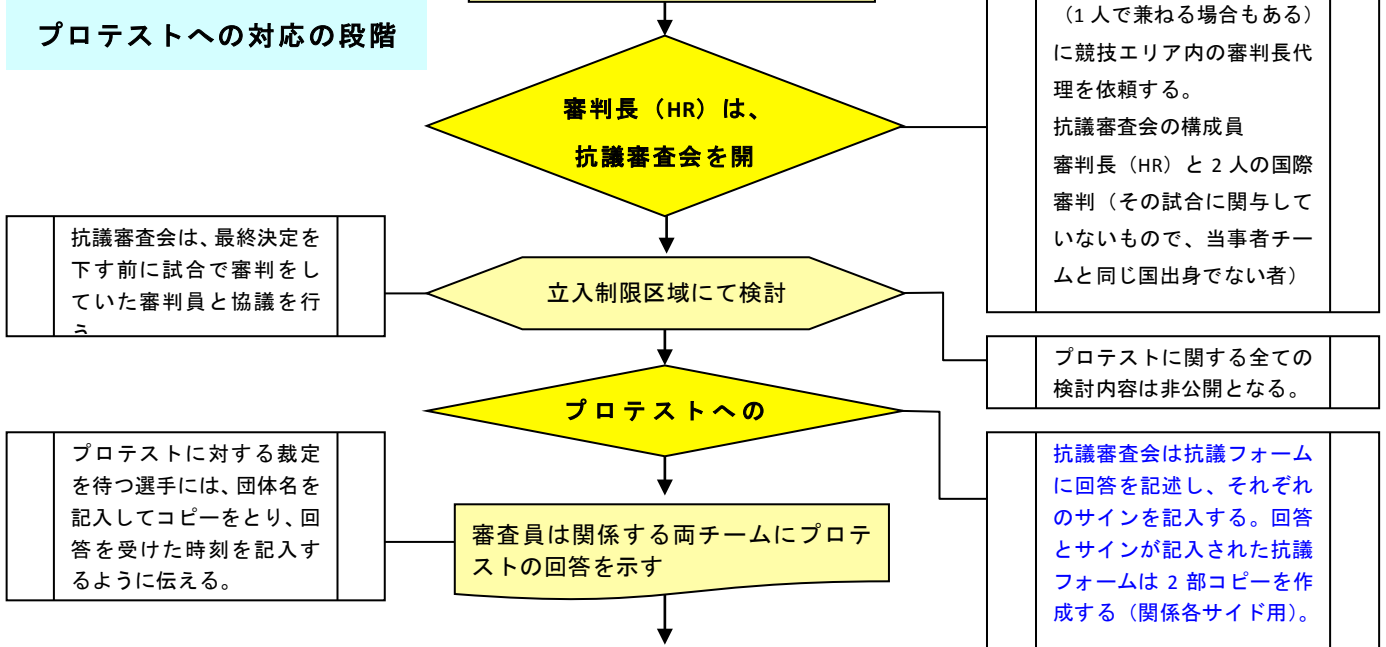 プロテストへの対応の段階
（1 人で兼ねる場合もある）
に競技エリア内の審判長代
理を依頼する。
抗議審査会の構成員
審判長（HR）と 2 人の国際
審判（その試合に関与して
いないもので、当事者チー
ムと同じ国出身でない者）
審判長（HR）は、
抗議審査会を開
抗議審査会は、最終決定を
下す前に試合で審判をし
ていた審判員と協議を行
立入制限区域にて検討
プロテストに関する全ての
検討内容は非公開となる。
プロテストへの
プロテストに対する裁定
を待つ選手には、団体名を
記入してコピーをとり、回
答を受けた時刻を記入す
るように伝える。
審査員は関係する両チームにプロテ
ストの回答を示す
抗議審査会は抗議フォーム
に回答を記述し、それぞれ
のサインを記入する。回答
とサインが記入された抗議
フォームは 2 部コピーを作
成する（関係各サイド用）。